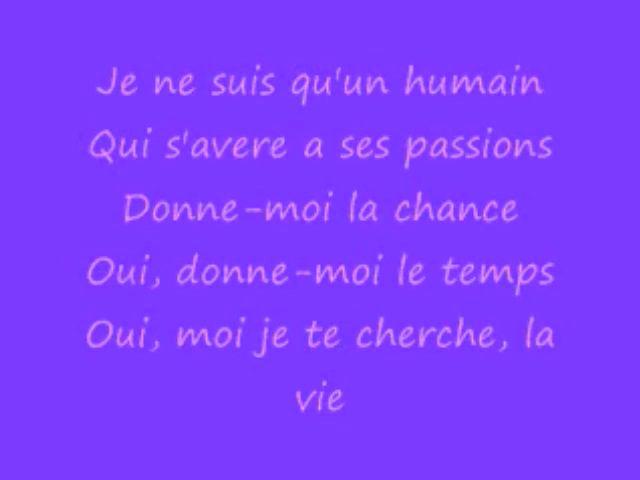 Je ne suis qu'un humain
Qui s'avere a ses passions
Donne-moi la chance
Oui, donne-moi le temps
Oui, moi je te cherche, la
vie